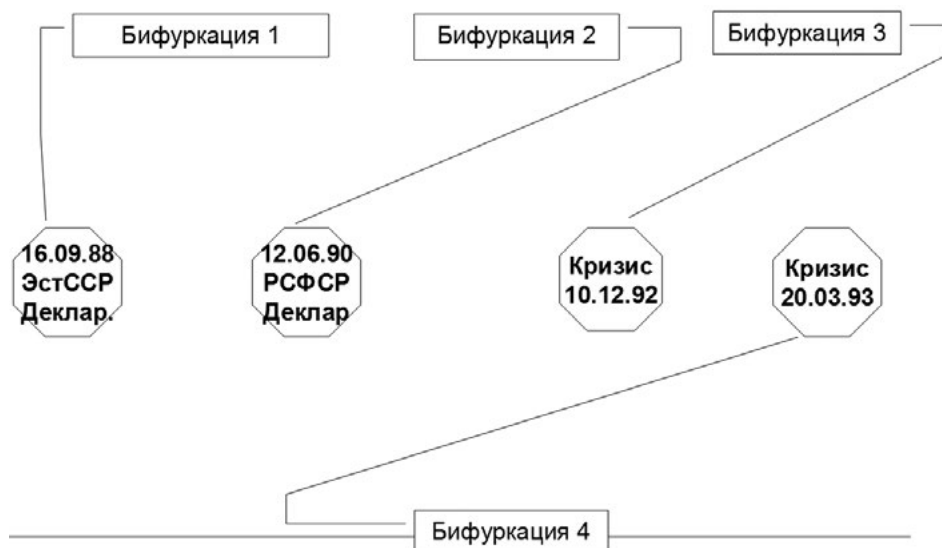 Бифуркация 1
Бифуркация 2
Бифуркация 3
16.09.88
ЭстССР
Деклар.
12.06.90
РСФСР
Деклар
Кризис
10.12.92
Кризис
20.03.93
Бифуркация 4